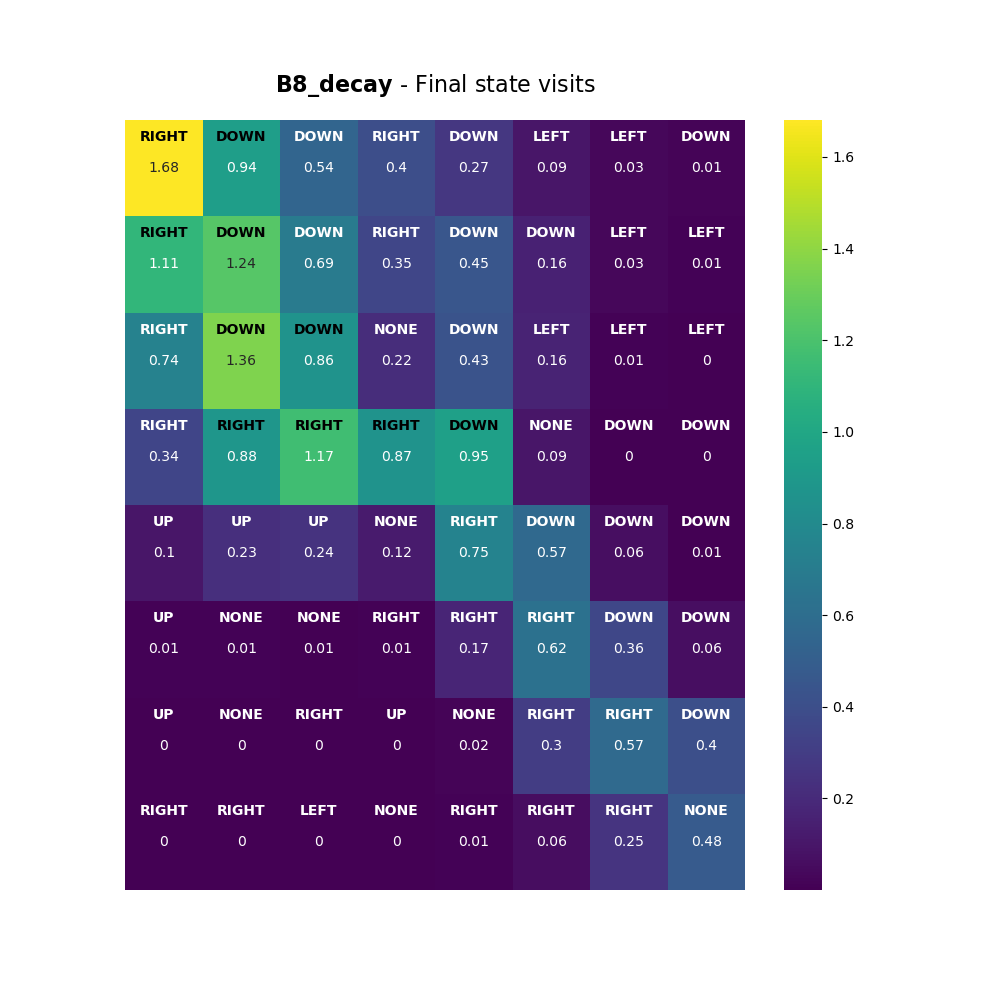 B8_decay - Final state visits
RIGHT DOWN DOWN RIGHT DOWN LEFT LEFT DOWN
1.68 0.94 0.54 0.4 0.27 0.09 0.03 0.01
RIGHT DOWN DOWN RIGHT DOWN DOWN LEFT LEFT
1.11 1.24 0.69 0.35 0.45 0.16 0.03 0.01
RIGHT DOWN DOWN NONE DOWN LEFT LEFT LEFT
0.74 1.36 0.86 0.22 0.43 0.16 0.01 0
RIGHT RIGHT RIGHT RIGHT DOWN NONE DOWN DOWN
0.34 0.88 1.17 0.87 0.95 0.09 0 0
UP UP UP NONE RIGHT DOWN DOWN DOWN
0.1 0.23 0.24 0.12 0.75 0.57 0.06 0.01
UP NONE NONE RIGHT RIGHT RIGHT DOWN DOWN
0.01 0.01 0.01 0.01 0.17 0.62 0.36 0.06
UP NONE RIGHT UP NONE RIGHT RIGHT DOWN
0 0 0 0 0.02 0.3 0.57 0.4
RIGHT RIGHT LEFT NONE RIGHT RIGHT RIGHT NONE
0 0 0 0 0.01 0.06 0.25 0.48
1.6
1.4
1.2
1.0
0.8
0.6
0.4
0.2